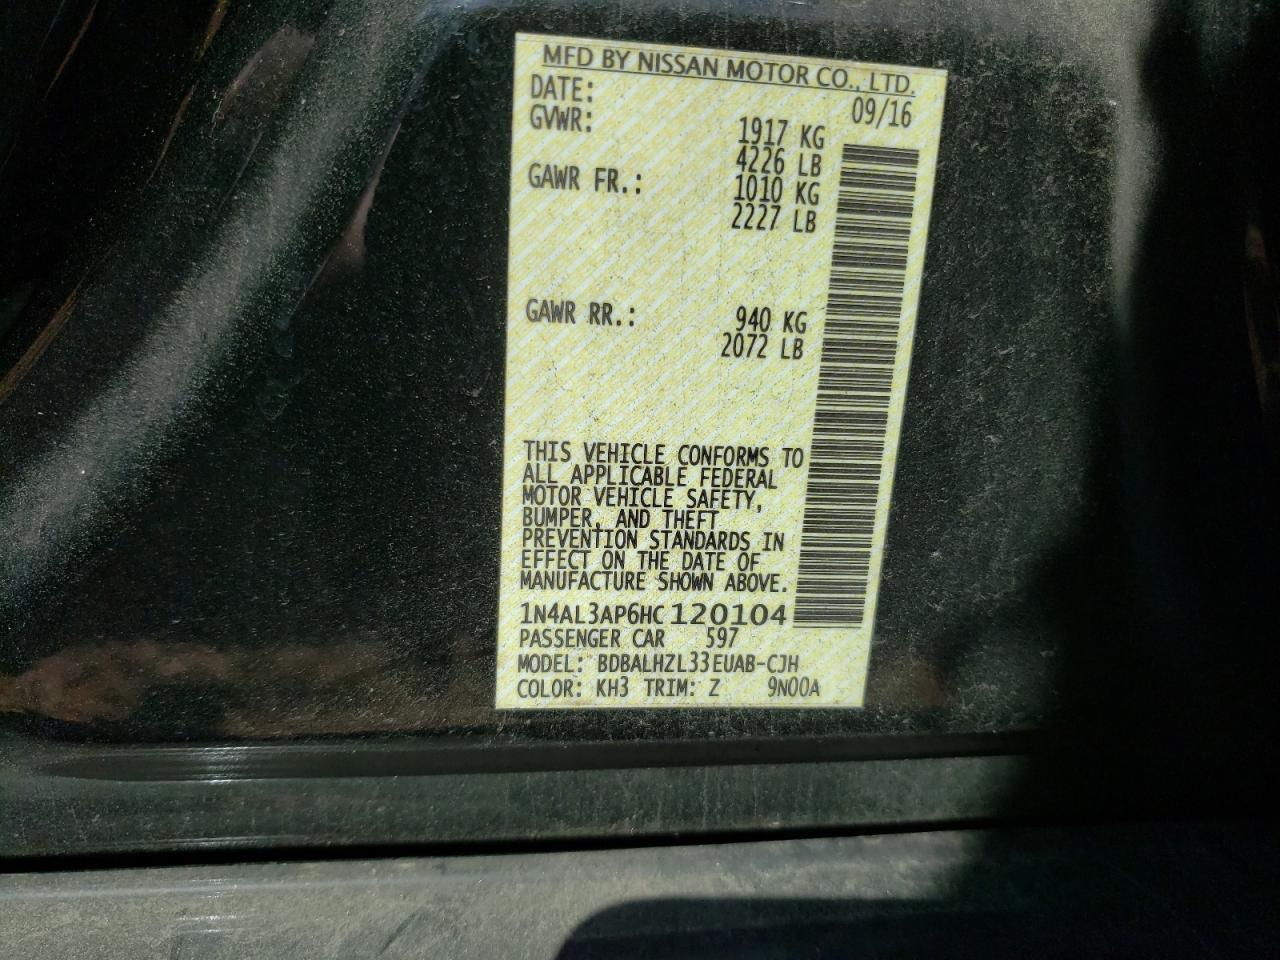 MFD BY NISSAN MOTOR CO., LTD.
DATE: 09/16
GVWR: 1917 KG
4226 LB
GAWR FR.: 1010 KG
2227 LB
GAWR RR.: 940 KG
2072 LB
THIS VEHICLE CONFORMS TO
ALL APPLICABLE FEDERAL
MOTOR VEHICLE SAFETY,
BUMPER, AND THEFT
PREVENTION STANDARDS IN
EFFECT ON THE DATE OF
MANUFACTURE SHOWN ABOVE.
1N4AL3AP6HC120104
PASSENGER CAR 597
MODEL: BDBALHZL33EUAB-CJH
COLOR: KH3 TRIM: Z 9N00A